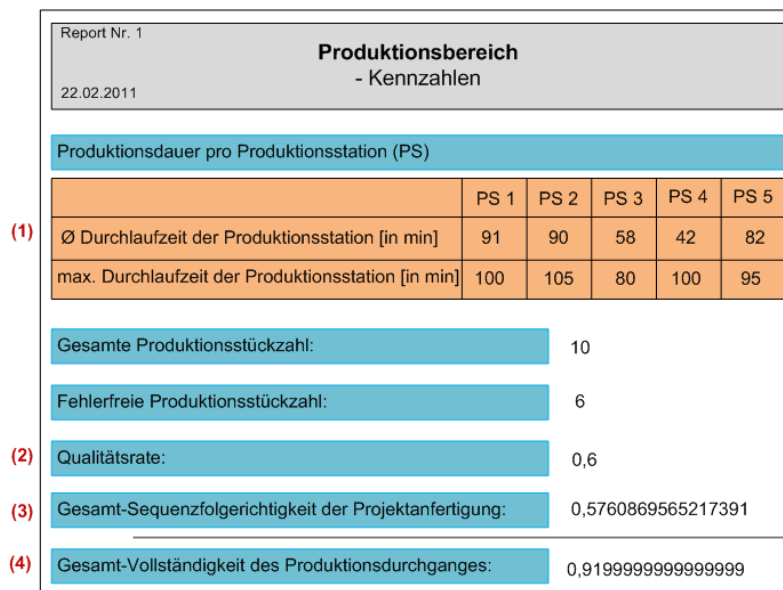 Report Nr. 1
Produktionsbereich
- Kennzahlen
22.02.2011
Produktionsdauer pro Produktionsstation (PS)
PS 1 PS 2 PS 3 PS 4 PS 5
(1) Ø Durchlaufzeit der Produktionsstation [in min] 91 90 58 42 82
max. Durchlaufzeit der Produktionsstation [in min] 100 105 80 100 95
Gesamte Produktionsstückzahl: 10
Fehlerfreie Produktionsstückzahl: 6
(2) Qualitätsrate: 0,6
(3) Gesamt-Sequenzfolgerichtigkeit der Projektanfertigung: 0,5760869565217391
(4) Gesamt-Vollständigkeit des Produktionsdurchganges: 0,9199999999999999